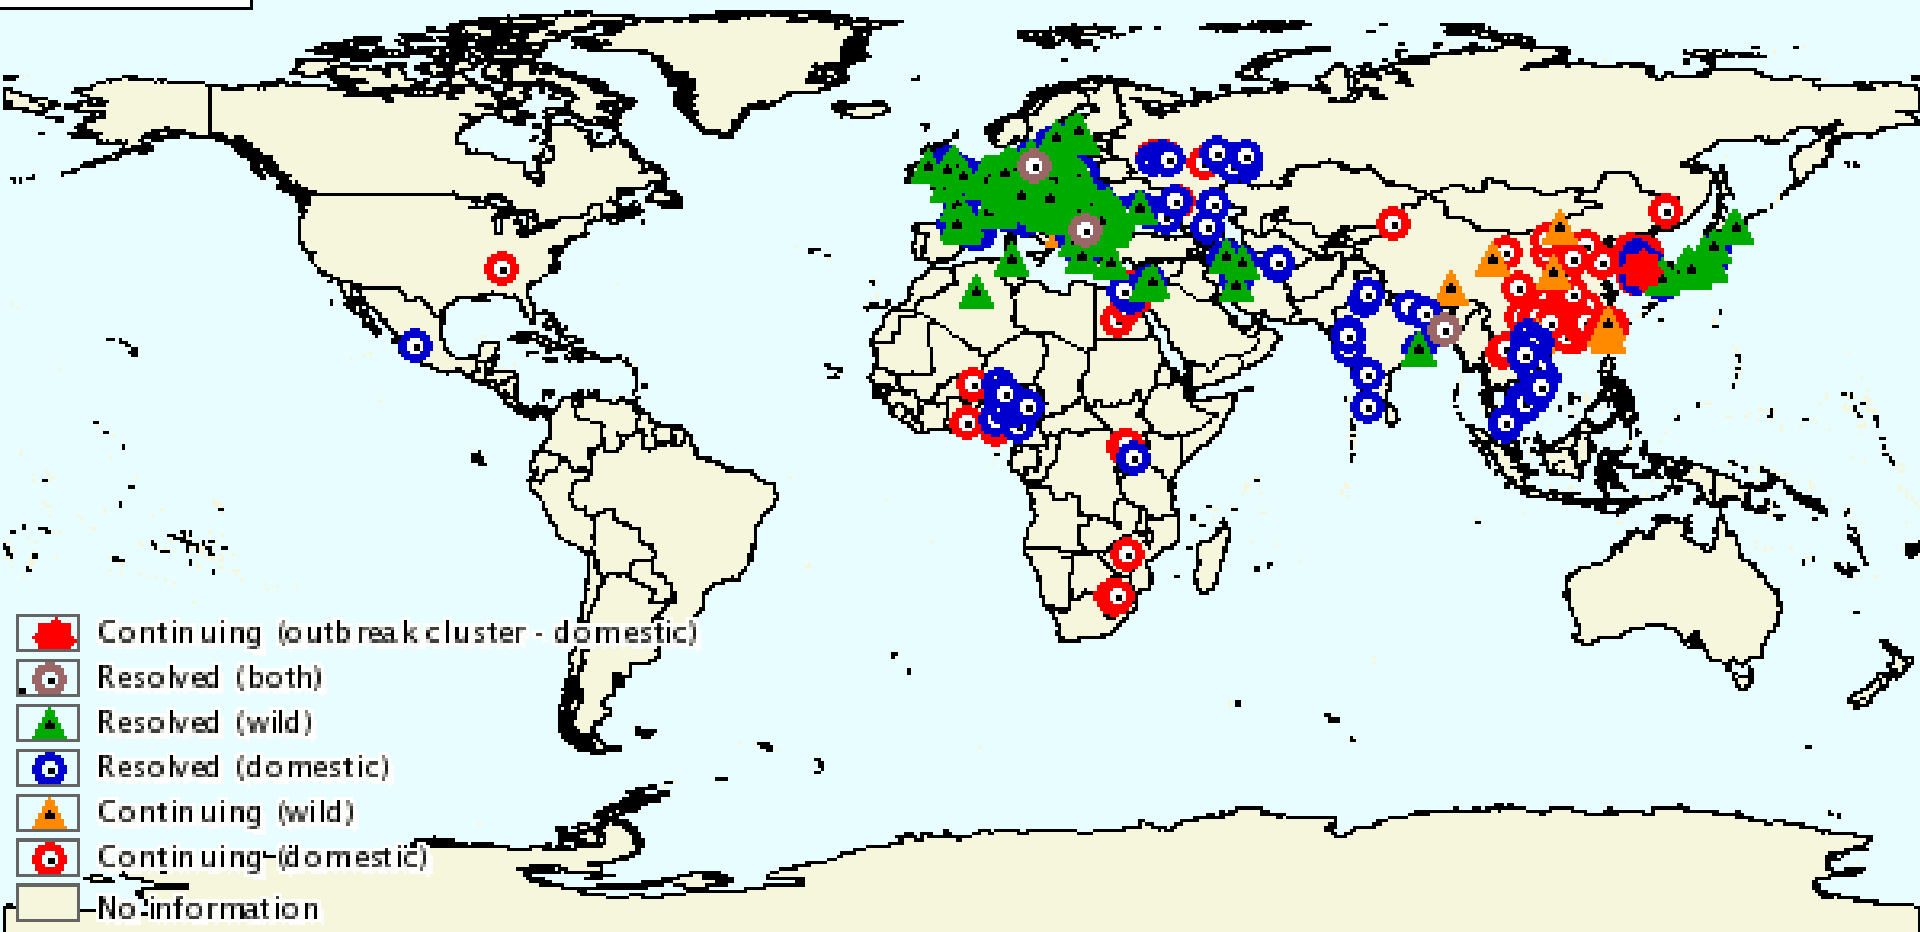 Continuing (outbreak cluster - domestic)
Resolved (both)
Resolved (wild)
Resolved (domestic)
Continuing (wild)
Continuing (domestic)
No information